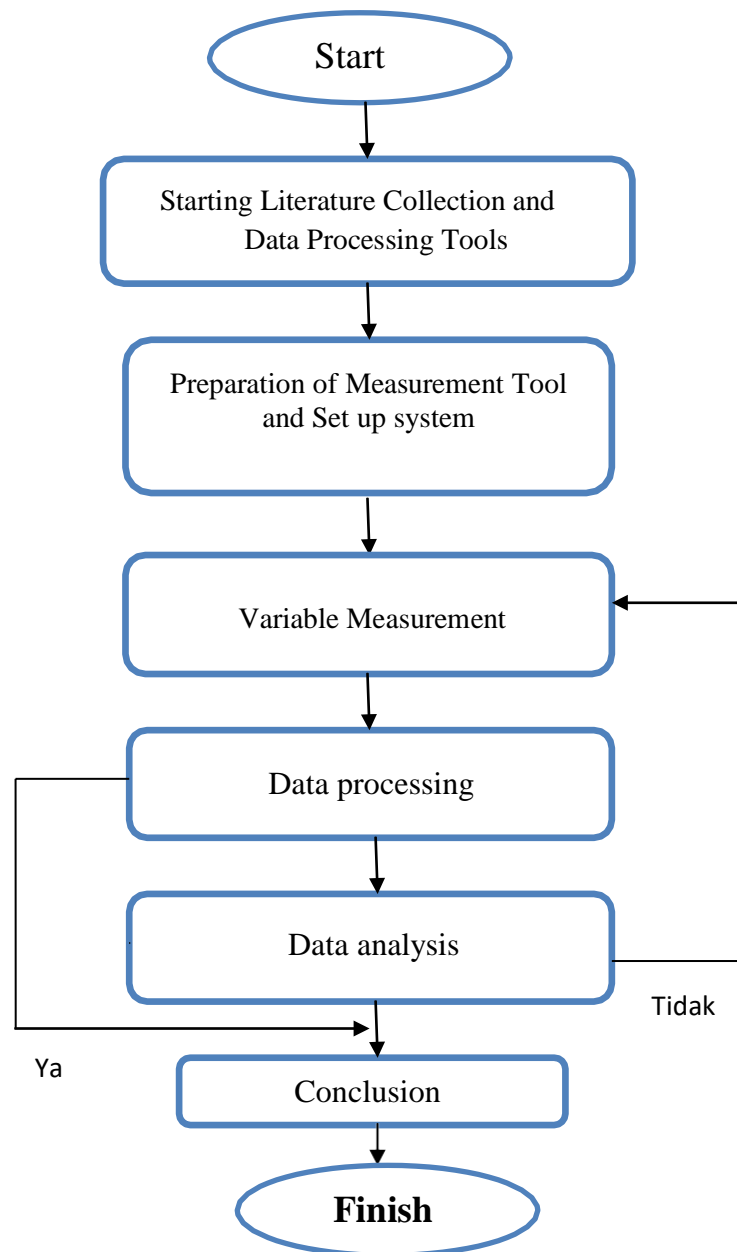 Start
Starting Literature Collection and
Data Processing Tools
Preparation of Measurement Tool
and Set up system
Variable Measurement
Data processing
Data analysis
Tidak
Ya
Conclusion
Finish